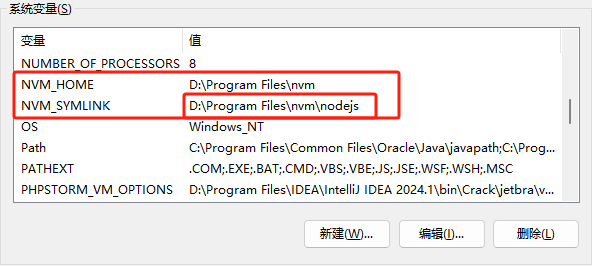 系统变量(S)
变量 值
NUMBER_OF_PROCESSORS 8
NVM_HOME D:\Program Files\nvm
NVM_SYMLINK D:\Program Files\nvm\nodejs
OS Windows_NT
Path C:\Program Files\Common Files\Oracle\Java\javapath;C:\Prog...
PATHEXT .COM;.EXE;.BAT;.CMD;.VBS;.VBE;.JS;.JSE;.WSF;.WSH;.MSC
PHPSTORM_VM_OPTIONS D:\Program Files\IDEA\IntelliJ IDEA 2024.1\bin\Crack\jetbra\v...
新建(W)... 编辑(I)... 删除(L)